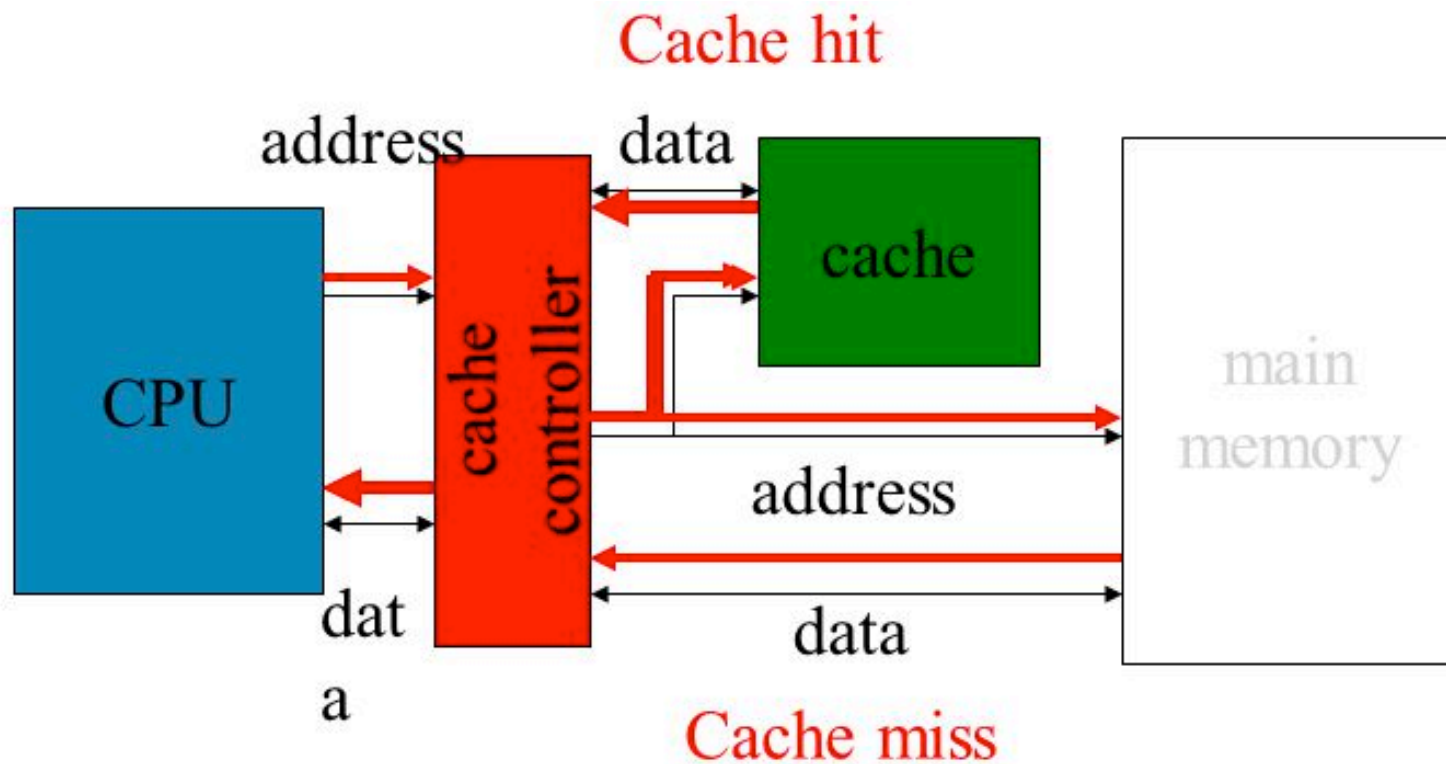 Cache hit
address
data
cache
CPU
cache
controller
main
memory
address
dat
a
data
Cache miss